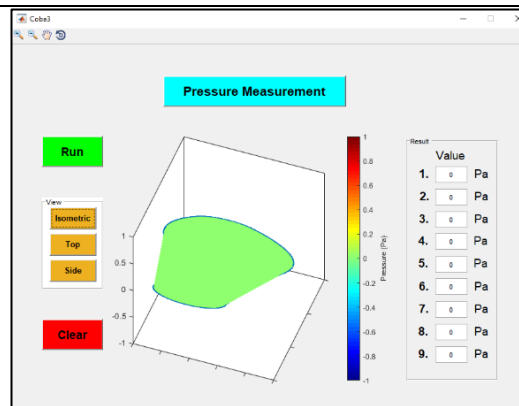 Coba3
Pressure Measurement
Run
View
Isometric
Top
Side
Clear
1
0.5
0
-0.5
-1
1
0.8
0.6
0.4
0.2
0
-0.2
-0.4
-0.6
-0.8
-1
Pressure (Pa)
Result
Value
1. 0 Pa
2. 0 Pa
3. 0 Pa
4. 0 Pa
5. 0 Pa
6. 0 Pa
7. 0 Pa
8. 0 Pa
9. 0 Pa